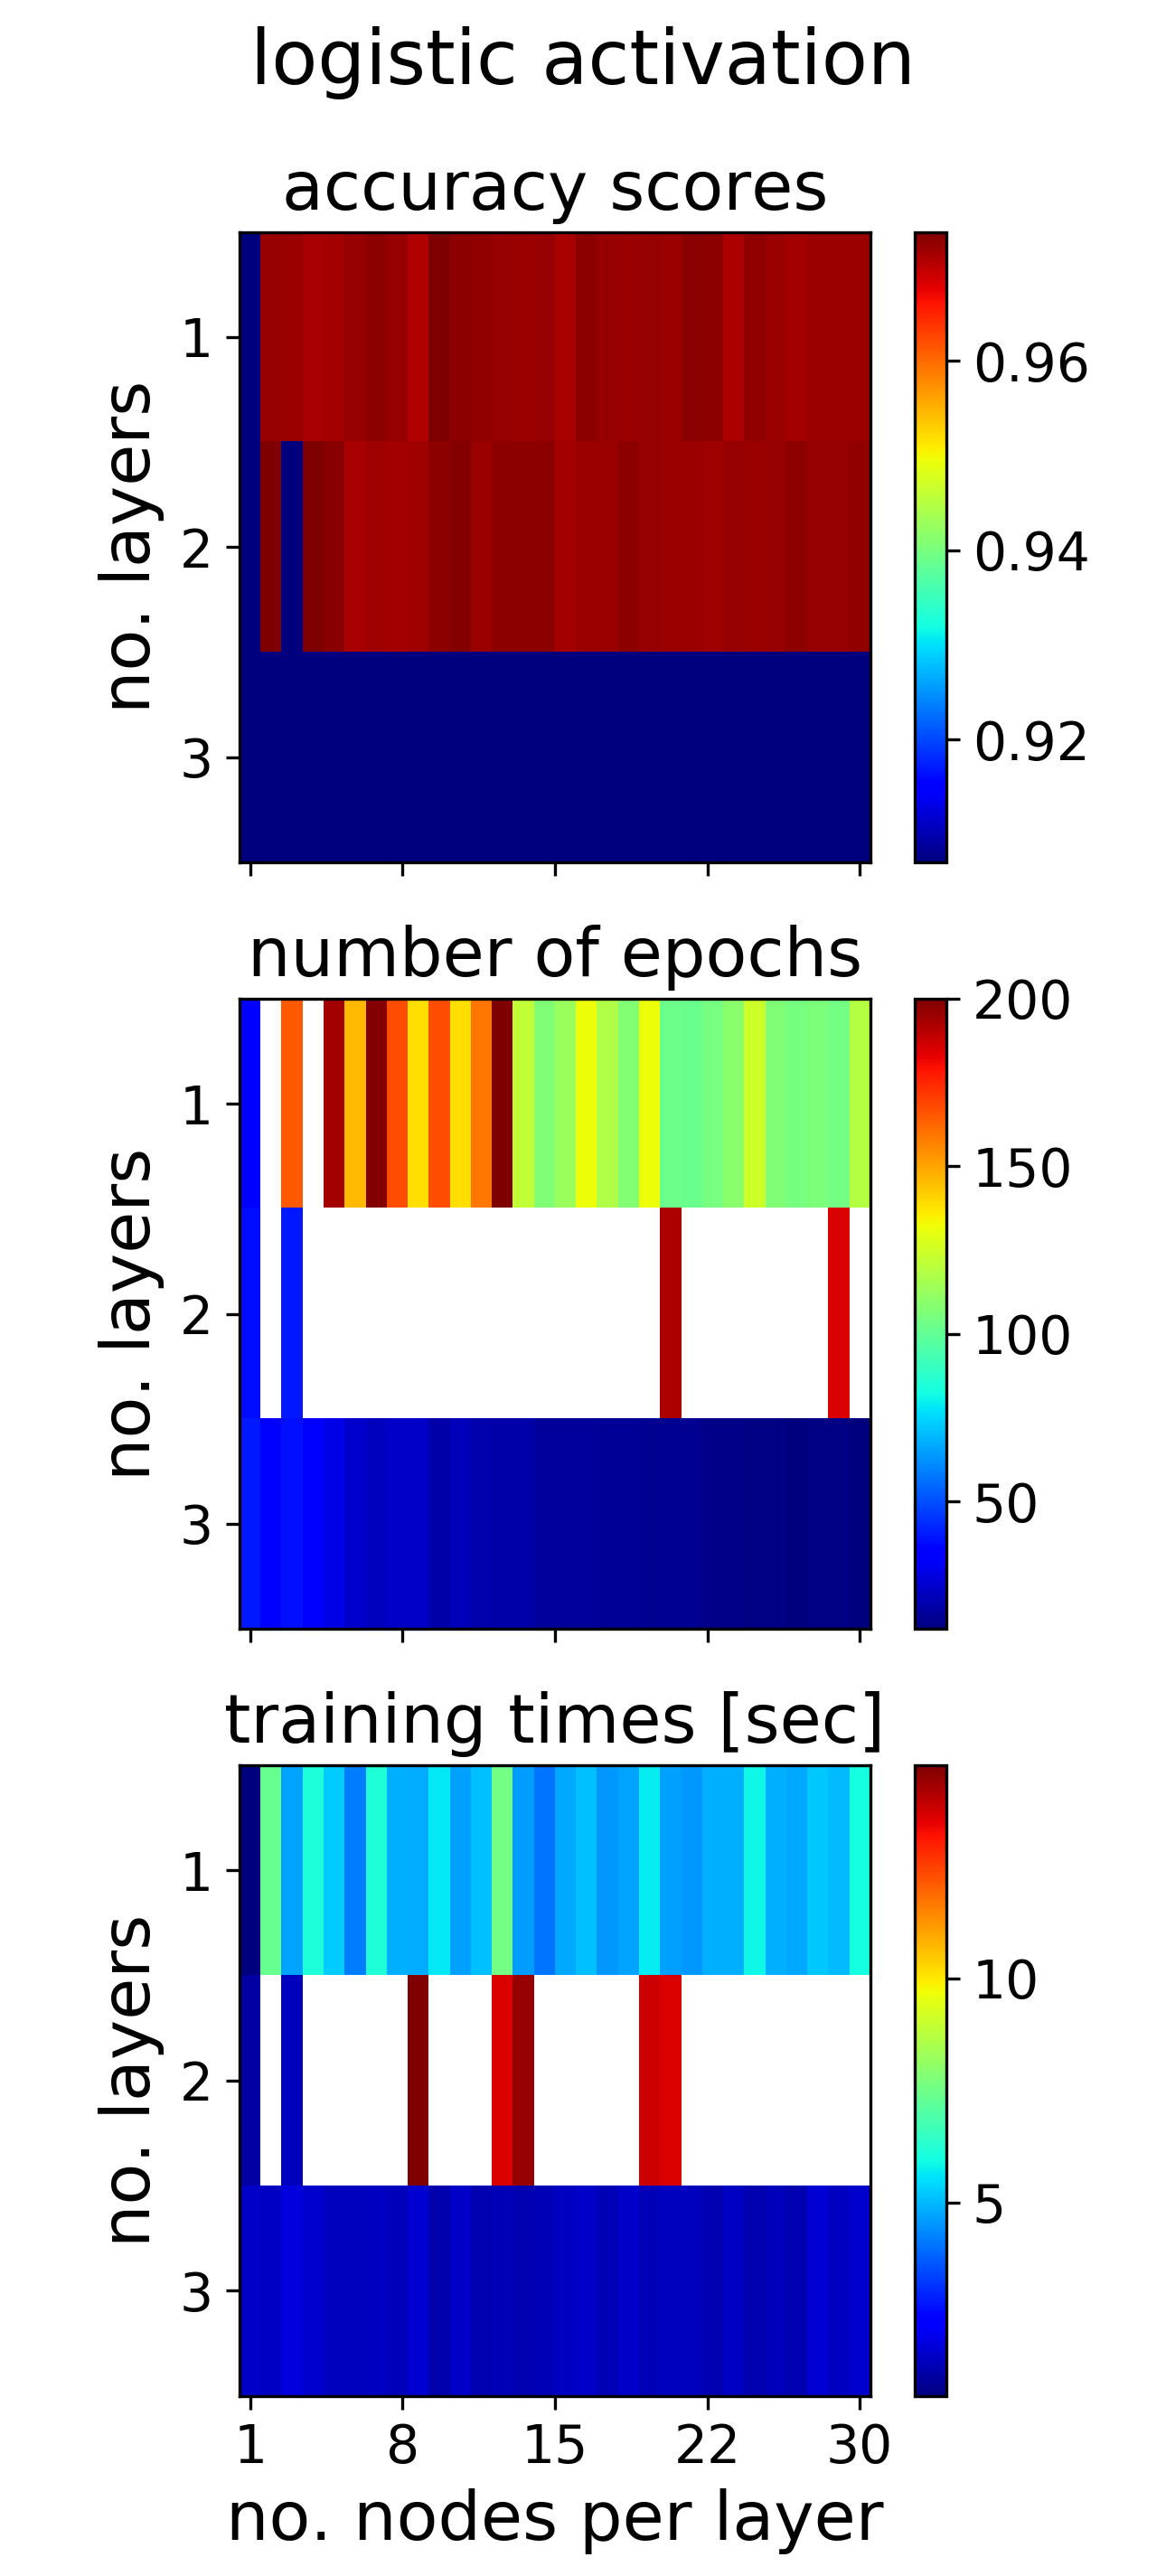 logistic activation
accuracy scores
no. layers
1
2
3
0.96
0.94
0.92
number of epochs
no. layers
1
2
3
200
150
100
50
training times [sec]
no. layers
1
2
3
10
5
1 8 15 22 30
no. nodes per layer